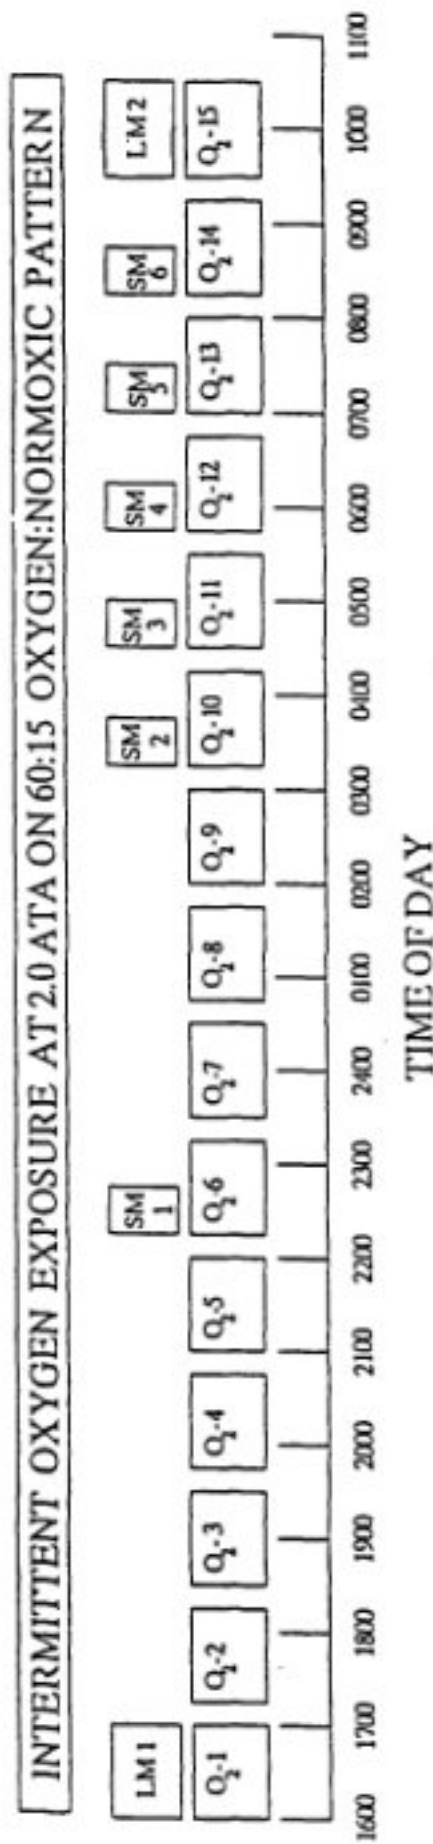 INTERMITTENT OXYGEN EXPOSURE AT 2.0 ATA ON 60:15 OXYGEN:NORMOXIC PATTERN
LM 1 SM 1 SM 2 SM 3 SM 4 SM 5 SM 6 LM 2
O₂-1 O₂-2 O₂-3 O₂-4 O₂-5 O₂-6 O₂-7 O₂-8 O₂-9 O₂-10 O₂-11 O₂-12 O₂-13 O₂-14 O₂-15
1600 1700 1800 1900 2000 2100 2200 2300 2400 0100 0200 0300 0400 0500 0600 0700 0800 0900 1000 1100
TIME OF DAY